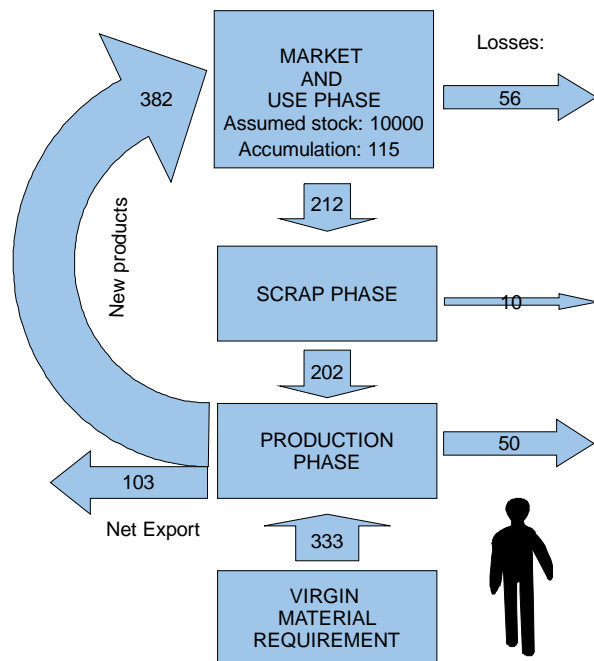 Losses:
MARKET
AND
USE PHASE
Assumed stock: 10000
Accumulation: 115
382
56
212
New products
SCRAP PHASE
10
202
PRODUCTION
PHASE
50
103
Net Export
333
VIRGIN
MATERIAL
REQUIREMENT